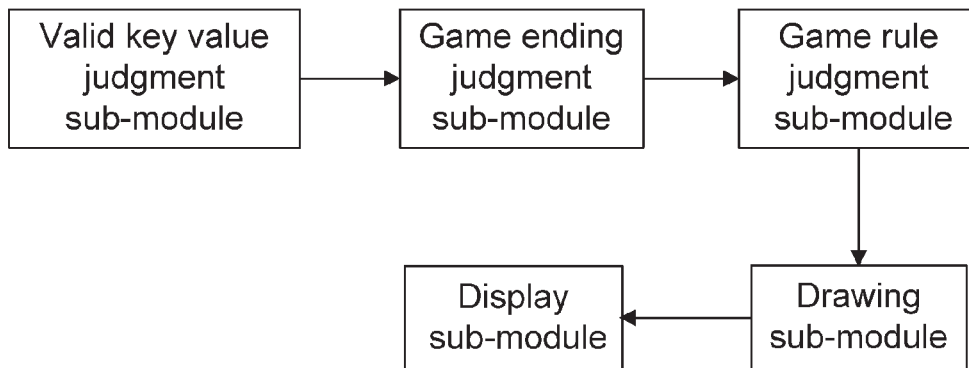 Valid key value
judgment
sub-module
Game ending
judgment
sub-module
Game rule
judgment
sub-module
Display
sub-module
Drawing
sub-module